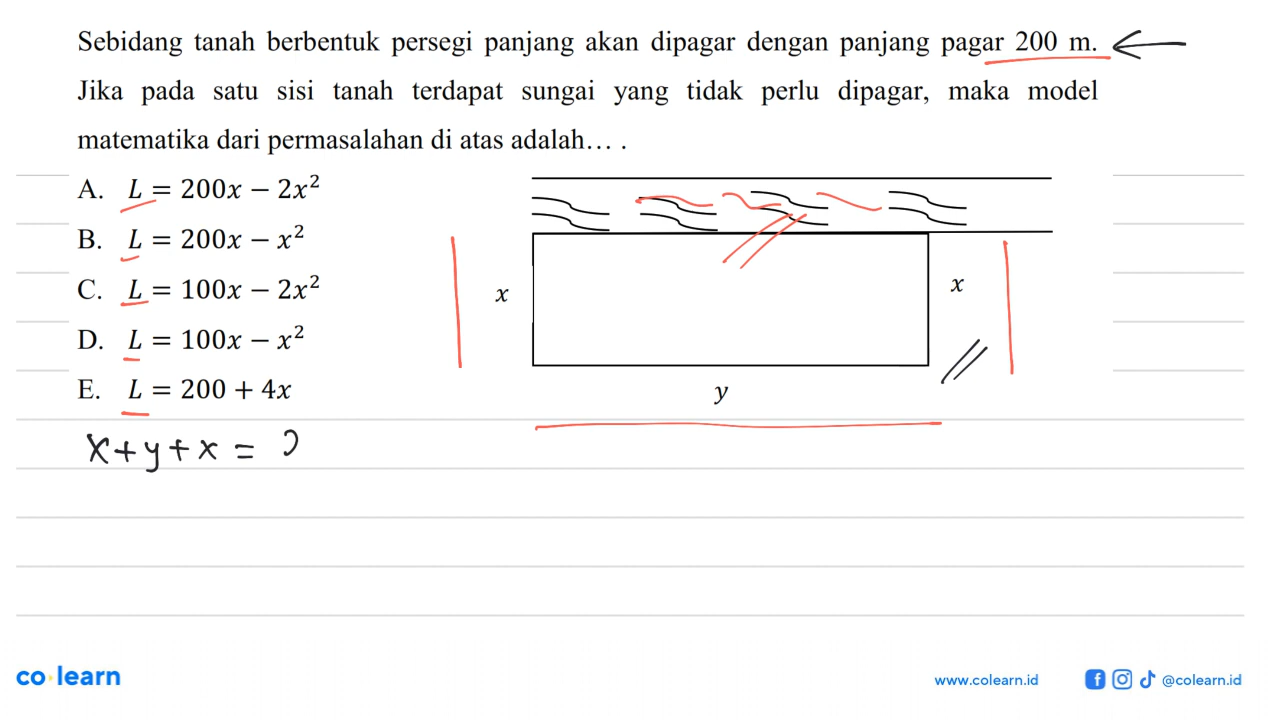 Sebidang tanah berbentuk persegi panjang akan dipagar dengan panjang pagar 200 m.
Jika pada satu sisi tanah terdapat sungai yang tidak perlu dipagar, maka model
matematika dari permasalahan di atas adalah... .
A. L = 200x − 2x²
B. L = 200x − x²
C. L = 100x − 2x²
D. L = 100x − x²
E. L = 200 + 4x
x
x
y
x+y+x =
co learn
www.colearn.id
@colearn.id